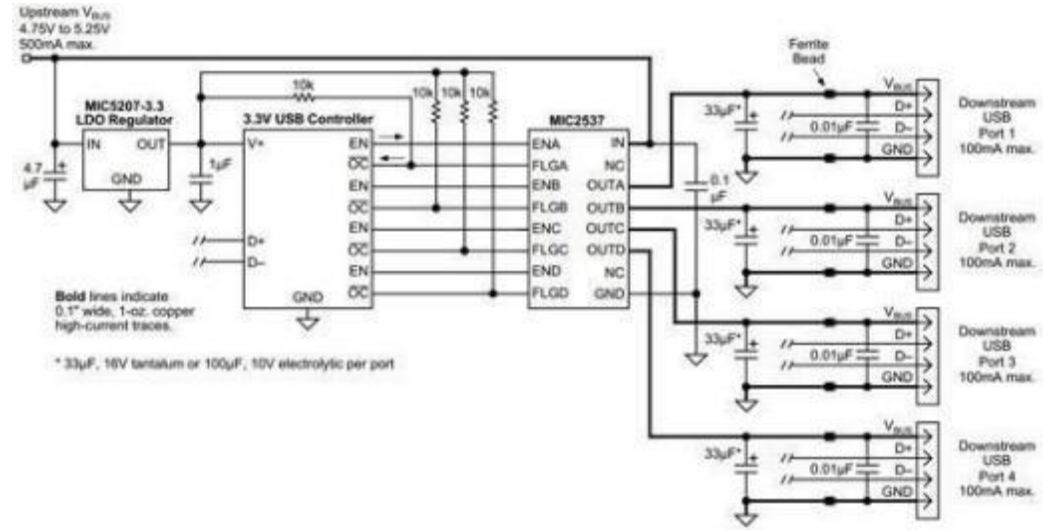 Upstream VBUS
4.75V to 5.25V
500mA max.
MIC5207-3.3
LDO Regulator
IN
OUT
GND
4.7
µF
1µF
3.3V USB Controller
V+
D+
D–
GND
EN
OC
EN
OC
EN
OC
EN
OC
10k
10k
10k
10k
MIC2537
ENA
FLGA
ENB
FLGB
ENC
FLGC
END
FLGD
IN
NC
OUTA
OUTB
OUTC
OUTD
NC
GND
0.1
µF
Ferrite
Bead
33µF*
0.01µF
VBUS
D+
D–
GND
Downstream
USB
Port 1
100mA max.
33µF*
0.01µF
VBUS
D+
D–
GND
Downstream
USB
Port 2
100mA max.
33µF*
0.01µF
VBUS
D+
D–
GND
Downstream
USB
Port 3
100mA max.
33µF*
0.01µF
VBUS
D+
D–
GND
Downstream
USB
Port 4
100mA max.
Bold lines indicate
0.1" wide, 1-oz. copper
high-current traces.
* 33µF, 16V tantalum or 100µF, 10V electrolytic per port